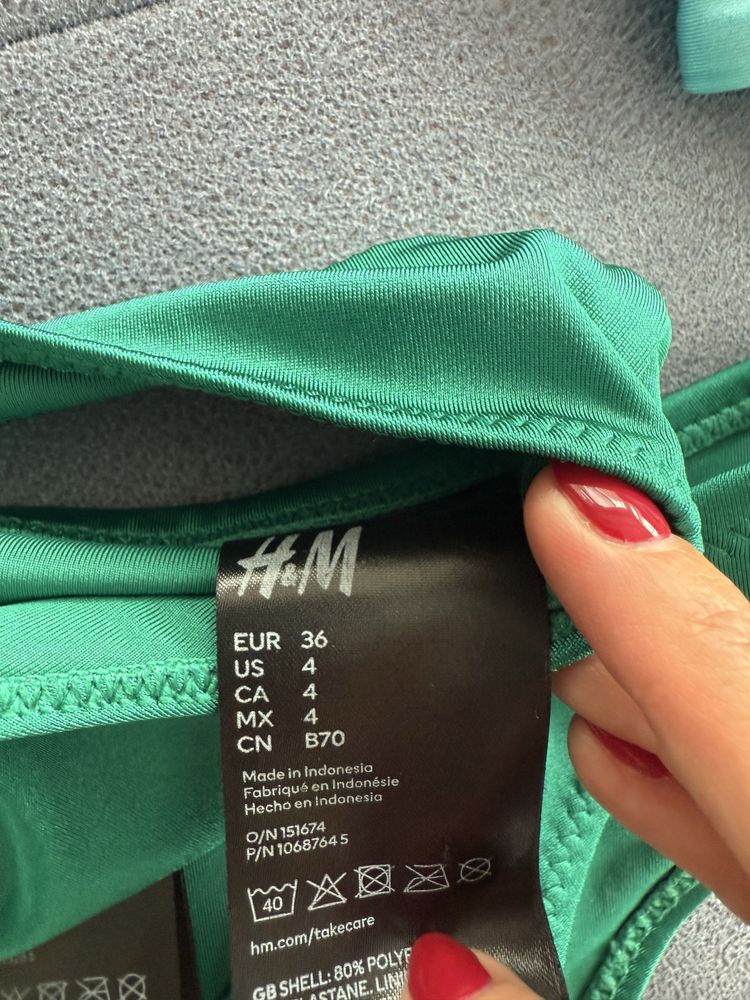 H&M
EUR 36
US 4
CA 4
MX 4
CN B70
Made in Indonesia
Fabriqué en Indonésie
Hecho en Indonesia
O/N 151674
P/N 10687645
40
hm.com/takecare
GB SHELL: 80%